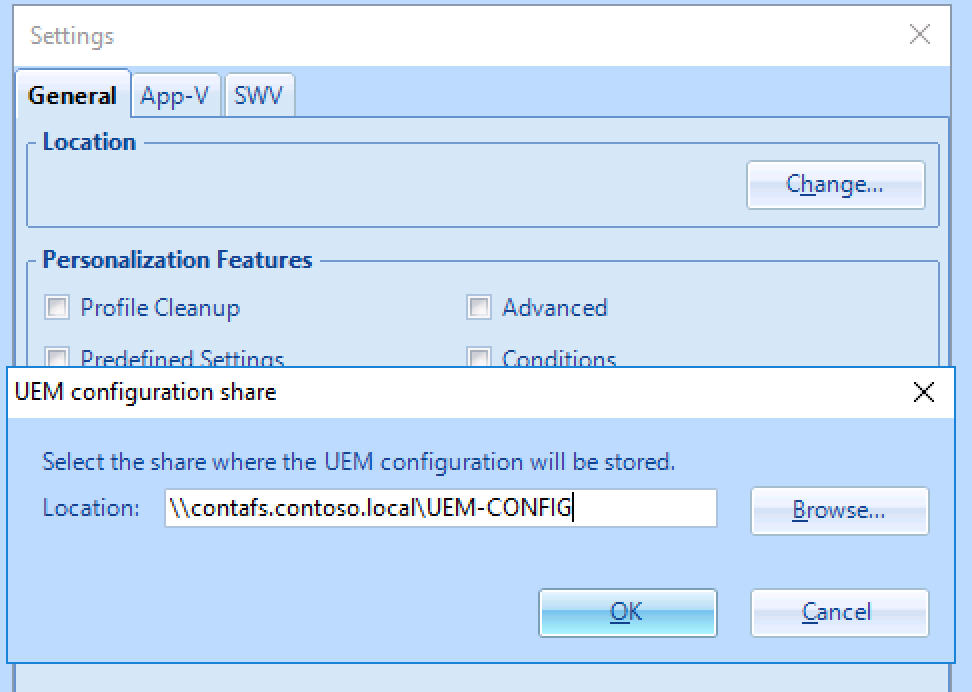 Settings
General App-V SWV
Location
Change...
Personalization Features
Profile Cleanup Advanced
Predefined Settings Conditions
UEM configuration share
Select the share where the UEM configuration will be stored.
Location: \\contafs.contoso.local\UEM-CONFIG Browse...
OK Cancel